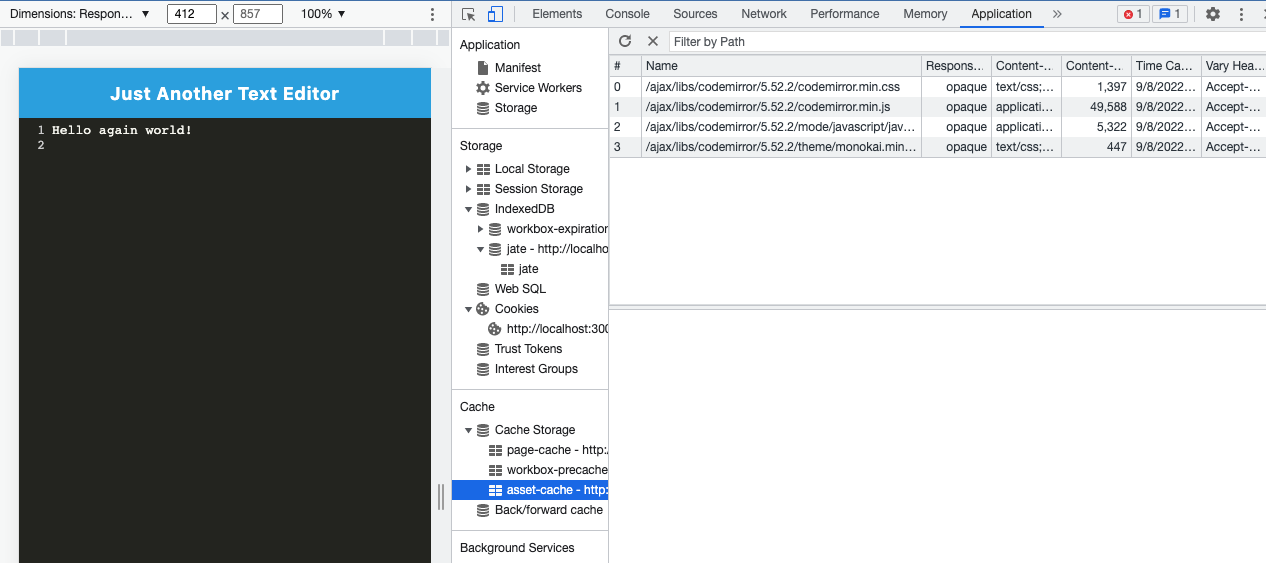 Dimensions: Respon… ▼ 412 × 857 100% ▼
Elements Console Sources Network Performance Memory Application » 1 1
Just Another Text Editor
1 Hello again world!
2
Application
Manifest
Service Workers
Storage
Storage
Local Storage
Session Storage
IndexedDB
workbox-expiration
jate - http://localho
jate
Web SQL
Cookies
http://localhost:300
Trust Tokens
Interest Groups
Cache
Cache Storage
page-cache - http:/
workbox-precache
asset-cache - http:
Back/forward cache
Background Services
Filter by Path
# Name Respons… Content-… Content-… Time Ca… Vary Hea…
0 /ajax/libs/codemirror/5.52.2/codemirror.min.css opaque text/css;… 1,397 9/8/2022… Accept-…
1 /ajax/libs/codemirror/5.52.2/codemirror.min.js opaque applicati… 49,588 9/8/2022… Accept-…
2 /ajax/libs/codemirror/5.52.2/mode/javascript/jav… opaque applicati… 5,322 9/8/2022… Accept-…
3 /ajax/libs/codemirror/5.52.2/theme/monokai.min… opaque text/css;… 447 9/8/2022… Accept-…